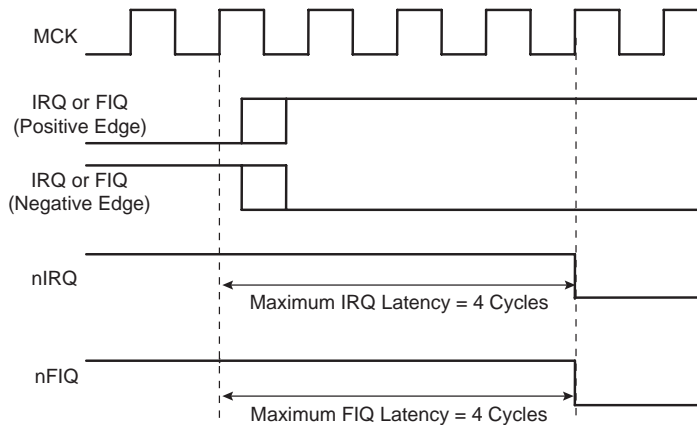 MCK
IRQ or FIQ
(Positive Edge)
IRQ or FIQ
(Negative Edge)
nIRQ
Maximum IRQ Latency = 4 Cycles
nFIQ
Maximum FIQ Latency = 4 Cycles